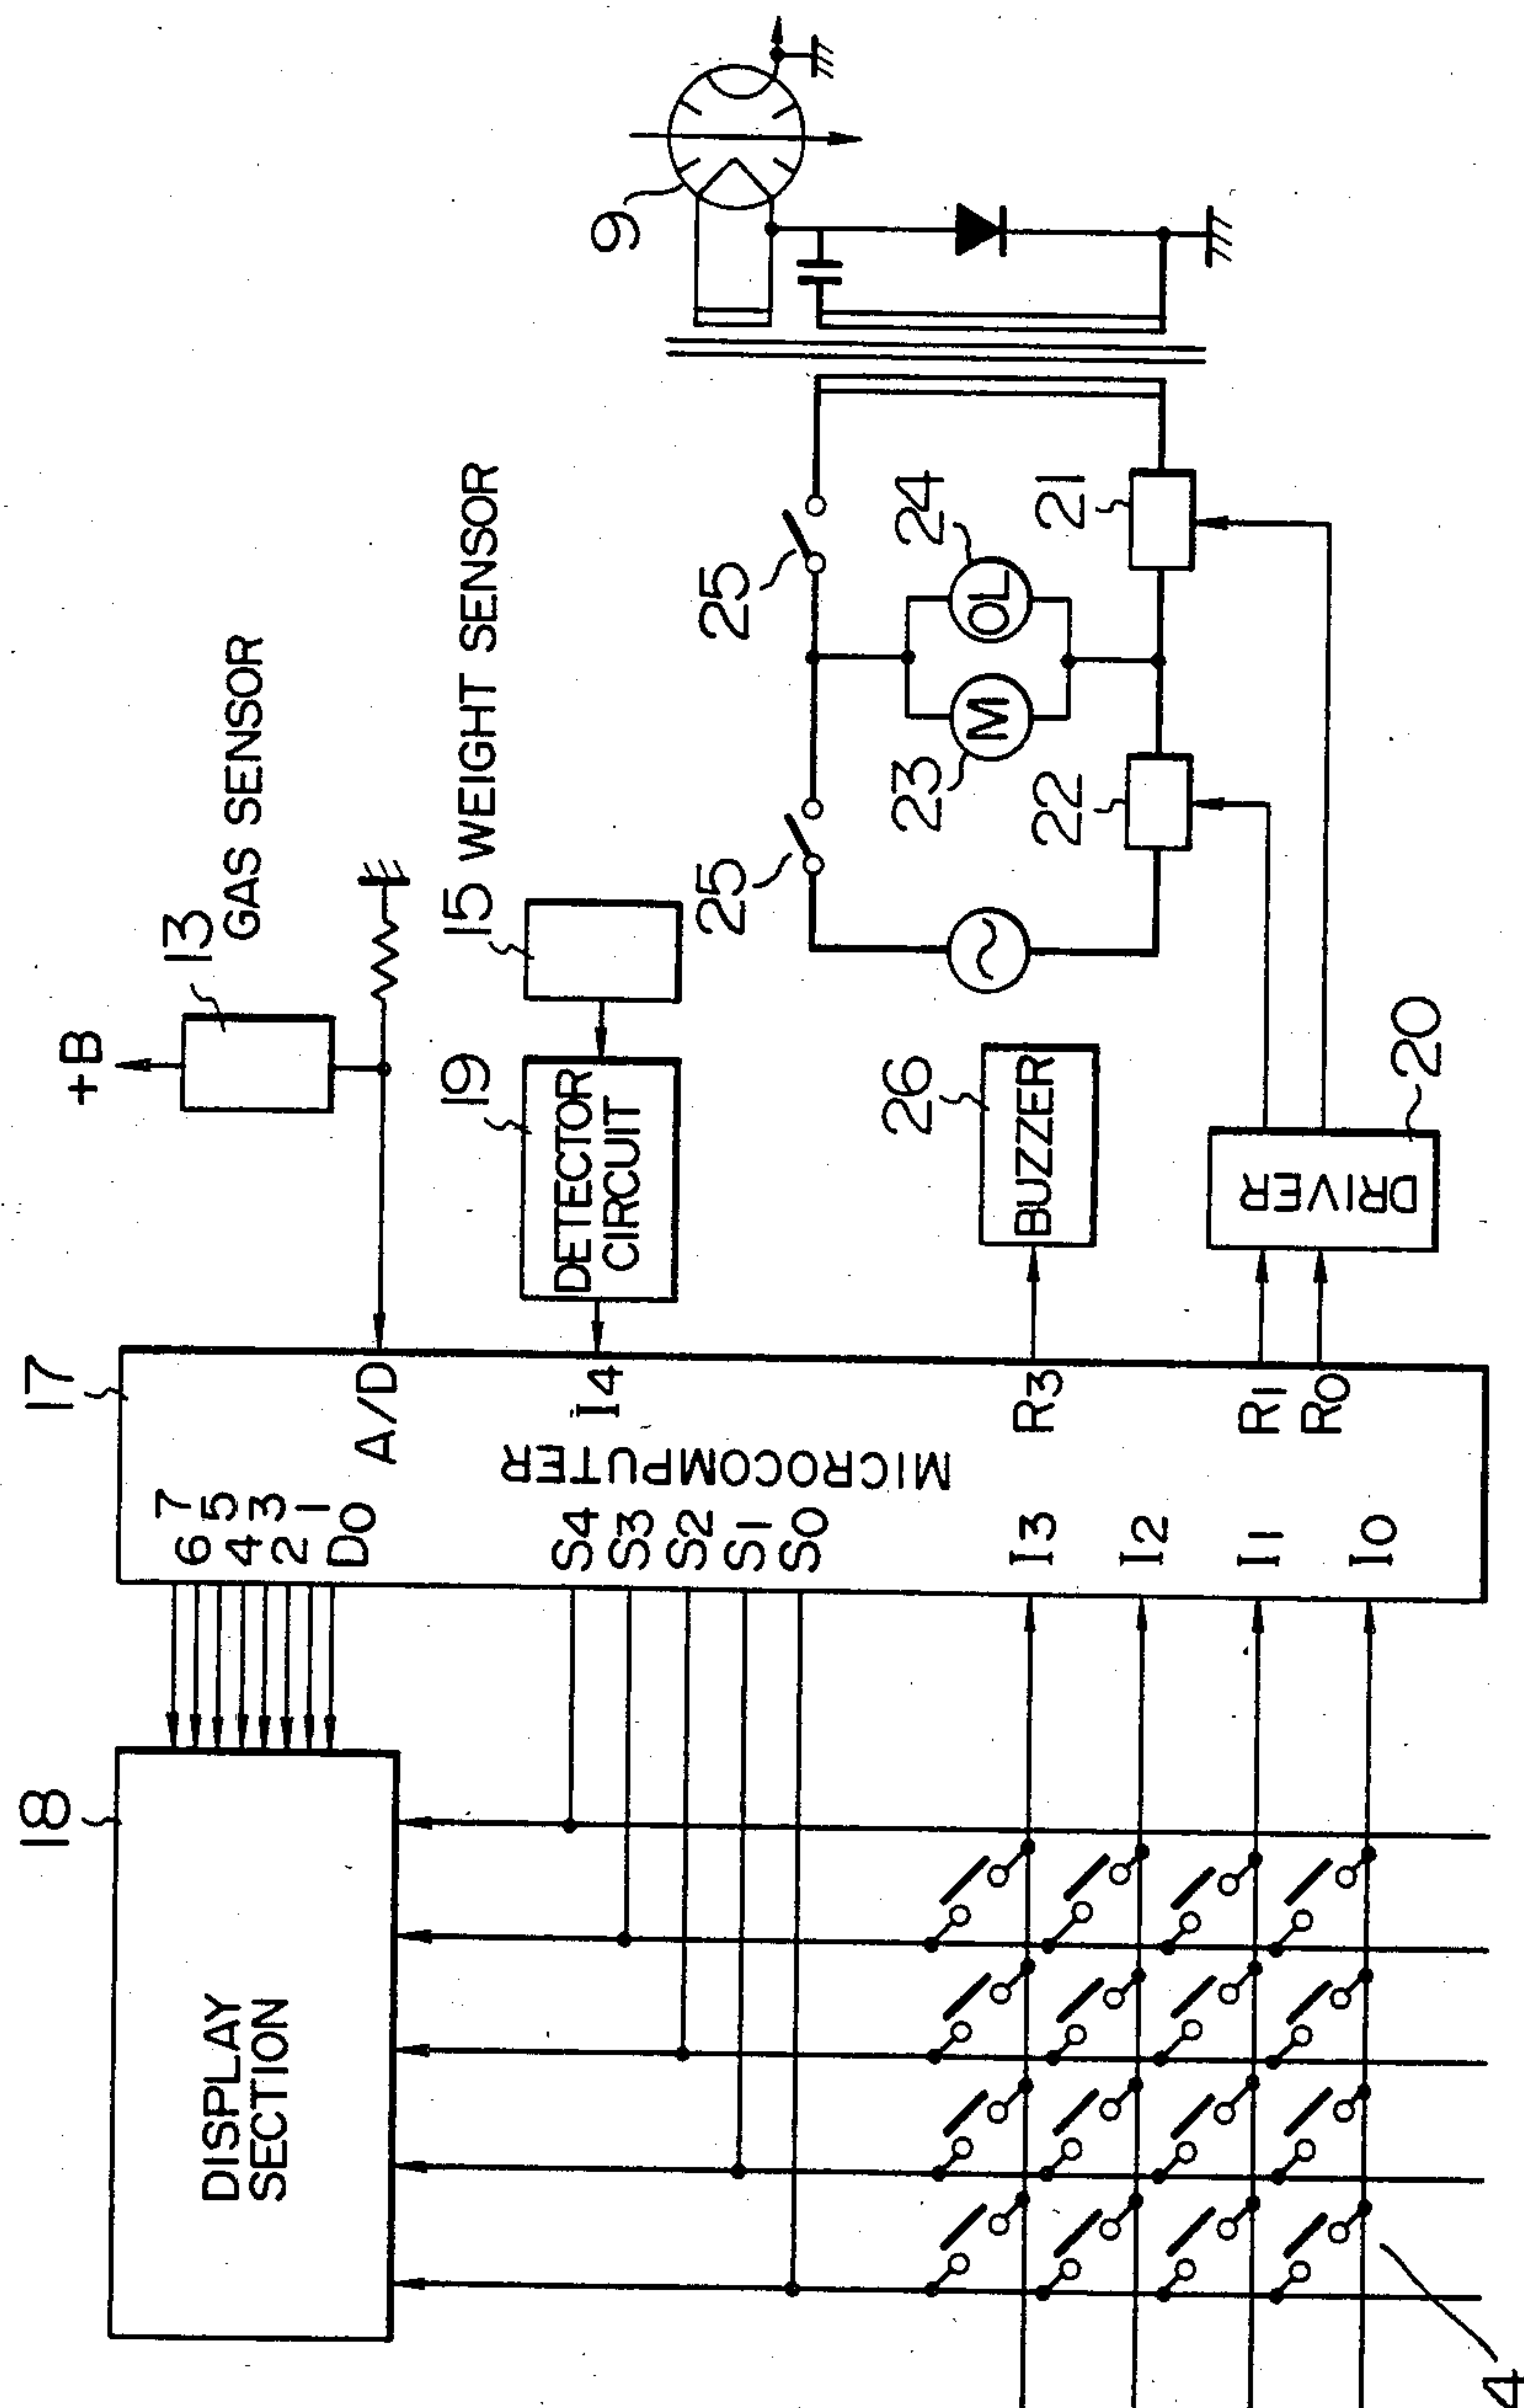 18
DISPLAY
SECTION
4
17
7
6
5
4
3
2
1
D0
S4
S3
S2
S1
S0
I3
I2
I1
I0
MICROCOMPUTER
A/D
I4
R3
R1
R0
+B
13
GAS SENSOR
19
DETECTOR
CIRCUIT
15 WEIGHT SENSOR
26
BUZZER
DRIVER
20
25
25
23
M
24
OL
22
21
9